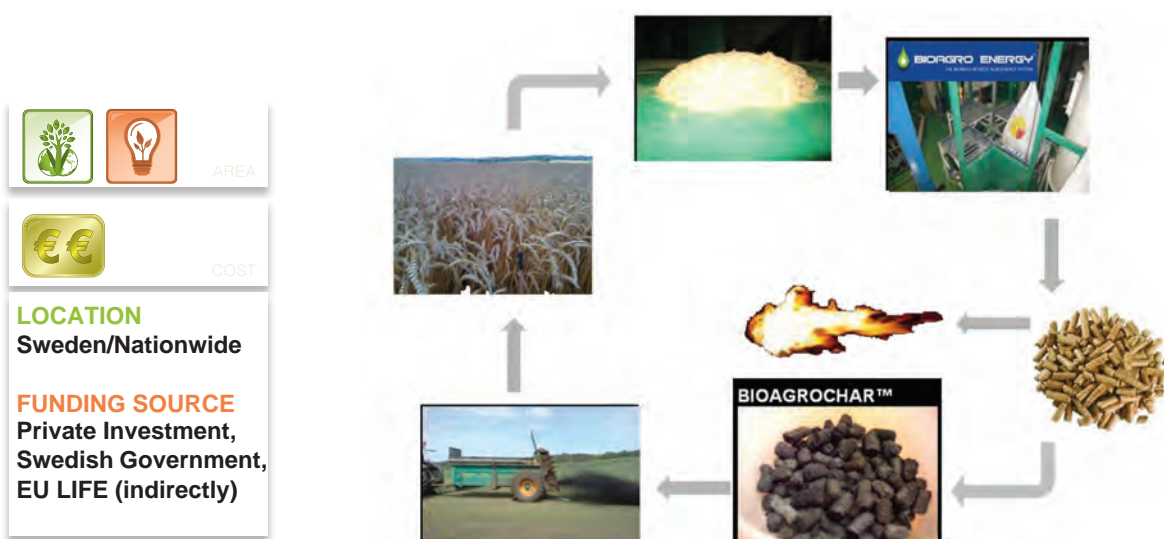 AREA
€ €
COST
LOCATION
Sweden/Nationwide
FUNDING SOURCE
Private Investment,
Swedish Government,
EU LIFE (indirectly)
BIOAGRO ENERGY
BIOAGROCHAR™